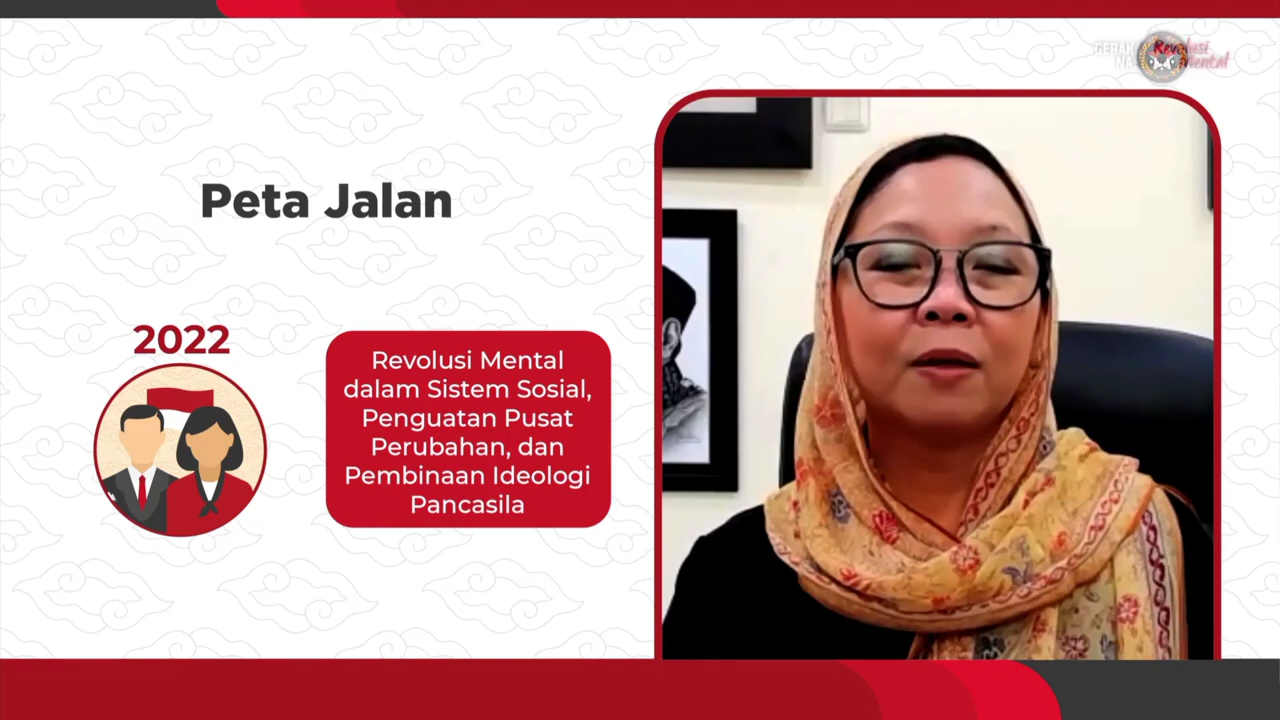 Revolusi
Mental
Peta Jalan
2022
Revolusi Mental
dalam Sistem Sosial,
Penguatan Pusat
Perubahan, dan
Pembinaan Ideologi
Pancasila